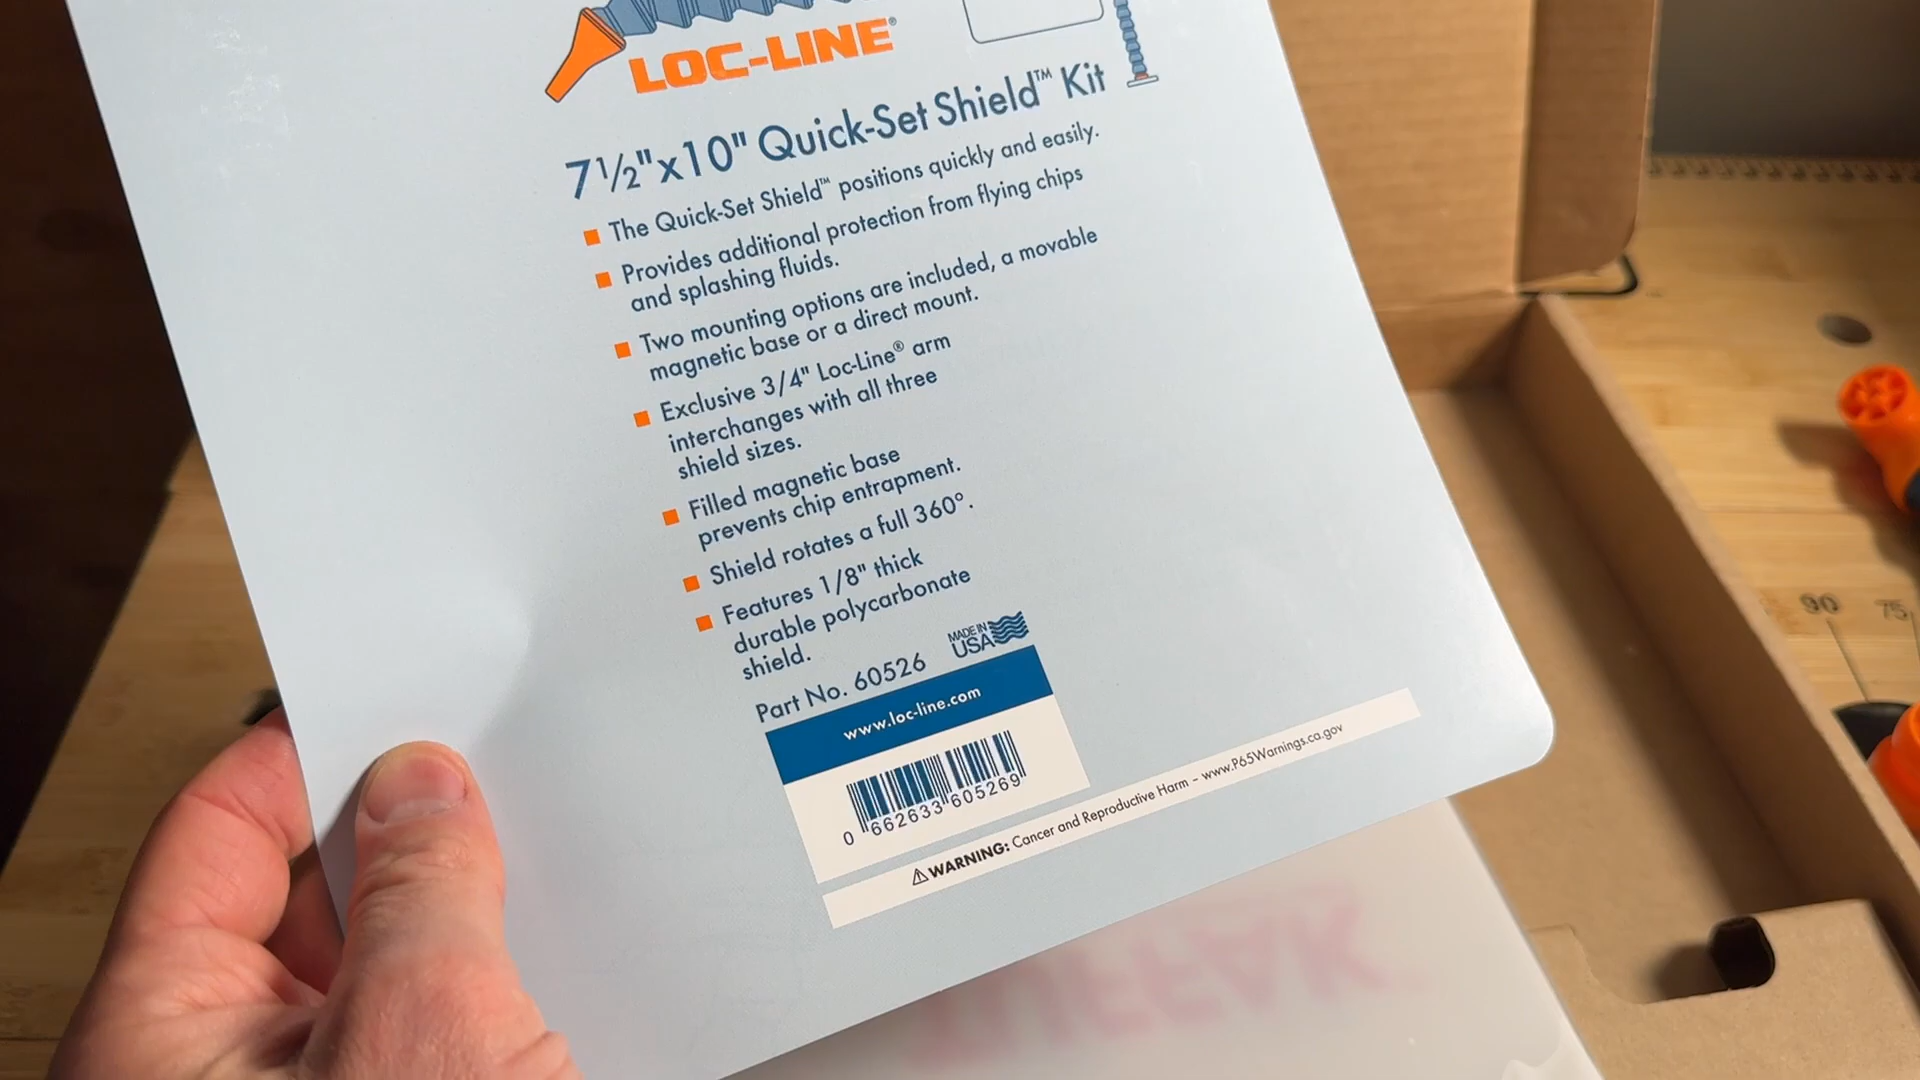 LOC-LINE®
7½"x10" Quick-Set Shield™ Kit
The Quick-Set Shield™ positions quickly and easily.
Provides additional protection from flying chips
and splashing fluids.
Two mounting options are included, a movable
magnetic base or a direct mount.
Exclusive 3/4" Loc-Line® arm
interchanges with all three
shield sizes.
Filled magnetic base
prevents chip entrapment.
Shield rotates a full 360°.
Features 1/8" thick
durable polycarbonate
shield.
MADE IN
USA
Part No. 60526
www.loc-line.com
0 662633 605269
⚠WARNING: Cancer and Reproductive Harm – www.P65Warnings.ca.gov
90 75